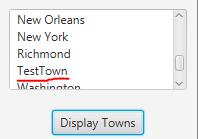 New Orleans
New York
Richmond
TestTown
Washington
Display Towns